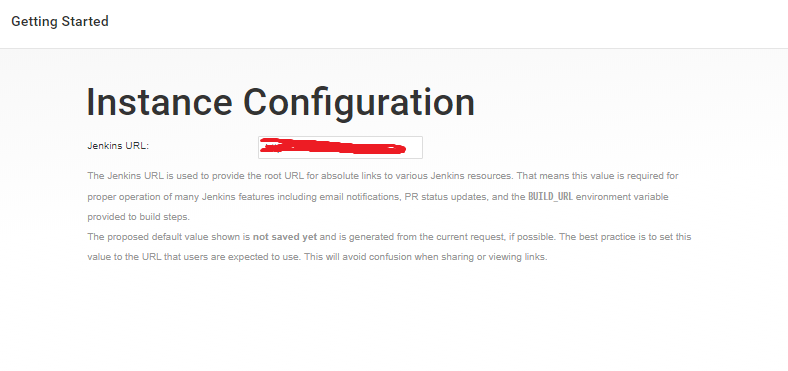 Getting Started
Instance Configuration
Jenkins URL:
The Jenkins URL is used to provide the root URL for absolute links to various Jenkins resources. That means this value is required for
proper operation of many Jenkins features including email notifications, PR status updates, and the BUILD_URL environment variable
provided to build steps.
The proposed default value shown is not saved yet and is generated from the current request, if possible. The best practice is to set this
value to the URL that users are expected to use. This will avoid confusion when sharing or viewing links.